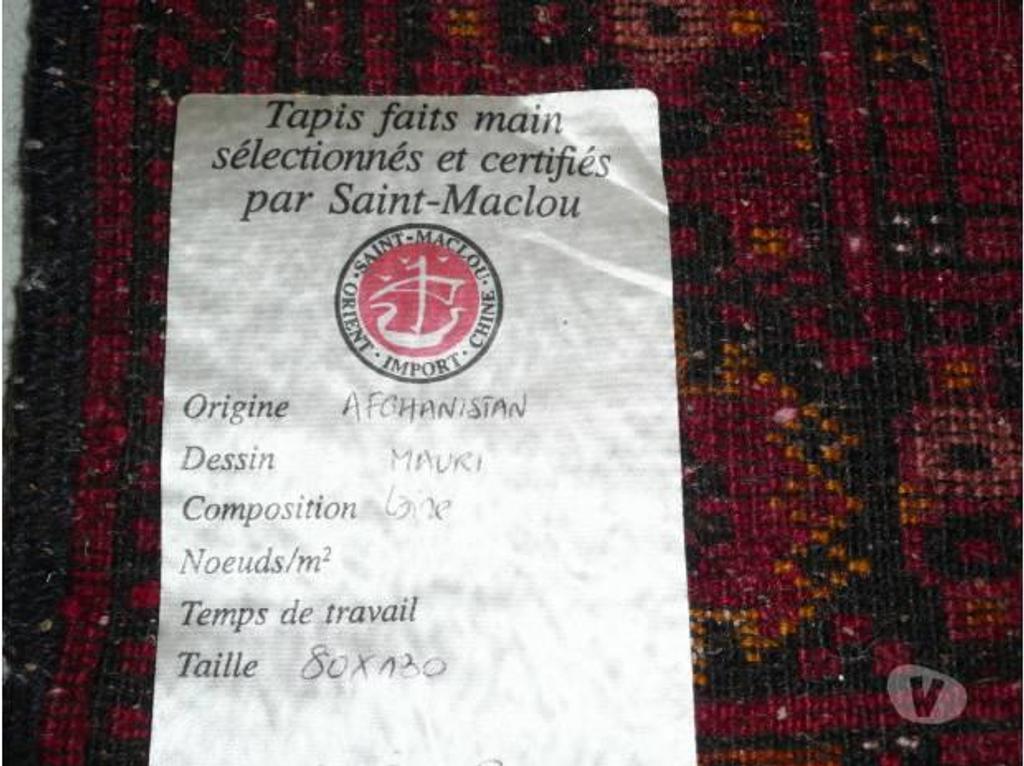 Tapis faits main
sélectionnés et certifiés
par Saint-Maclou
· SAINT-MACLOU · ORIENT · IMPORT · CHINE
Origine AFGHANISTAN
Dessin MAURI
Composition Laine
Noeuds/m²
Temps de travail
Taille 80X130
V